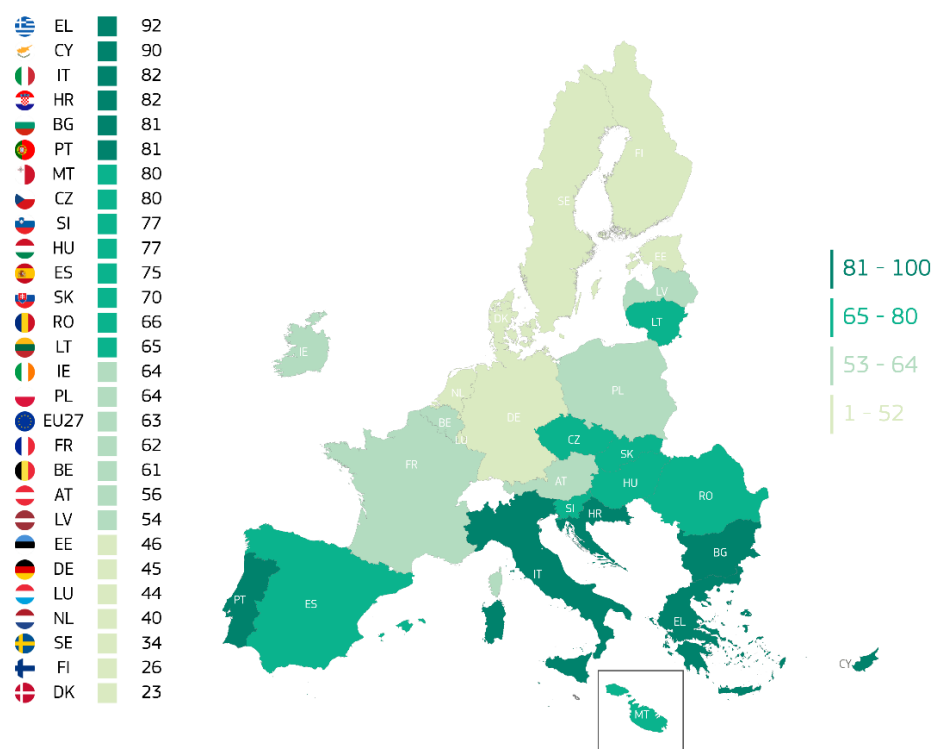 EL 92
CY 90
IT 82
HR 82
BG 81
PT 81
MT 80
CZ 80
SI 77
HU 77
ES 75
SK 70
RO 66
LT 65
IE 64
PL 64
EU27 63
FR 62
BE 61
AT 56
LV 54
EE 46
DE 45
LU 44
NL 40
SE 34
FI 26
DK 23
FI
SE
EE
LV
LT
DK
IE
NL
PL
DE
BE
LU
CZ
FR
SK
AT
HU
RO
SI
HR
BG
IT
PT
ES
EL
CY
MT
81 - 100
65 - 80
53 - 64
1 - 52